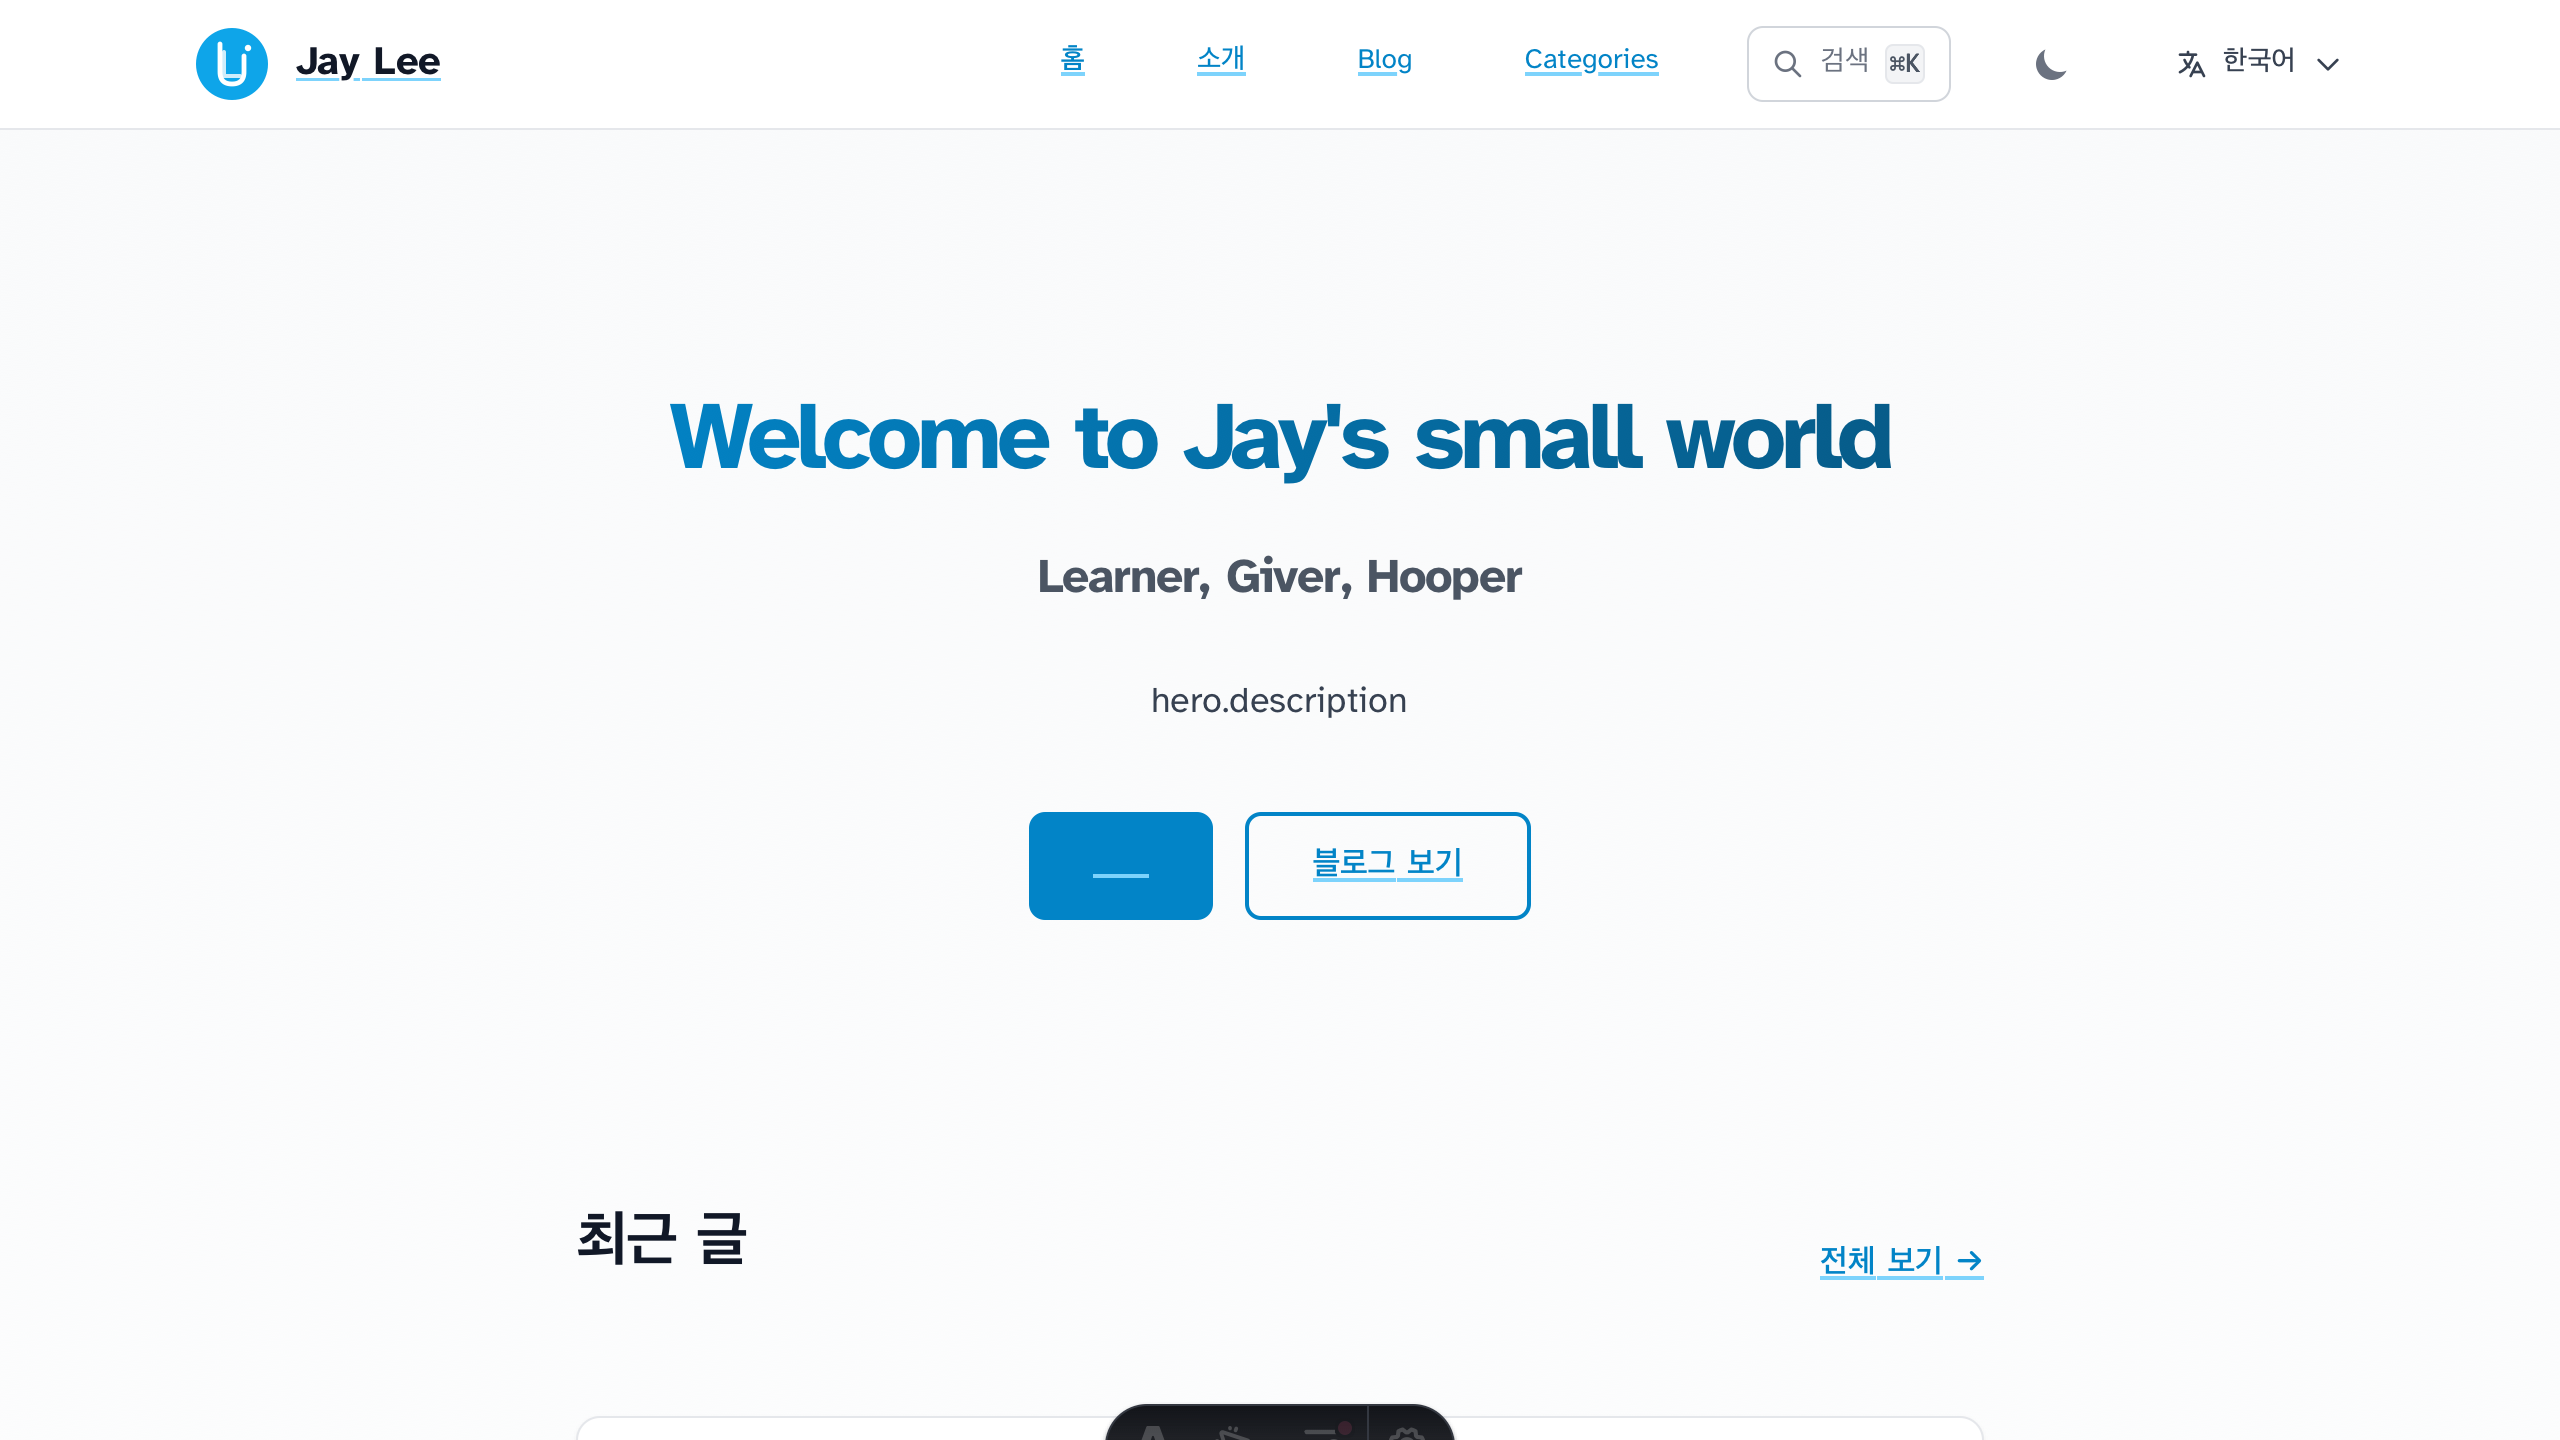 Jay Lee
홈 소개 Blog Categories 검색 ⌘K 한국어
Welcome to Jay's small world
Learner, Giver, Hooper
hero.description
블로그 보기
최근 글
전체 보기 →